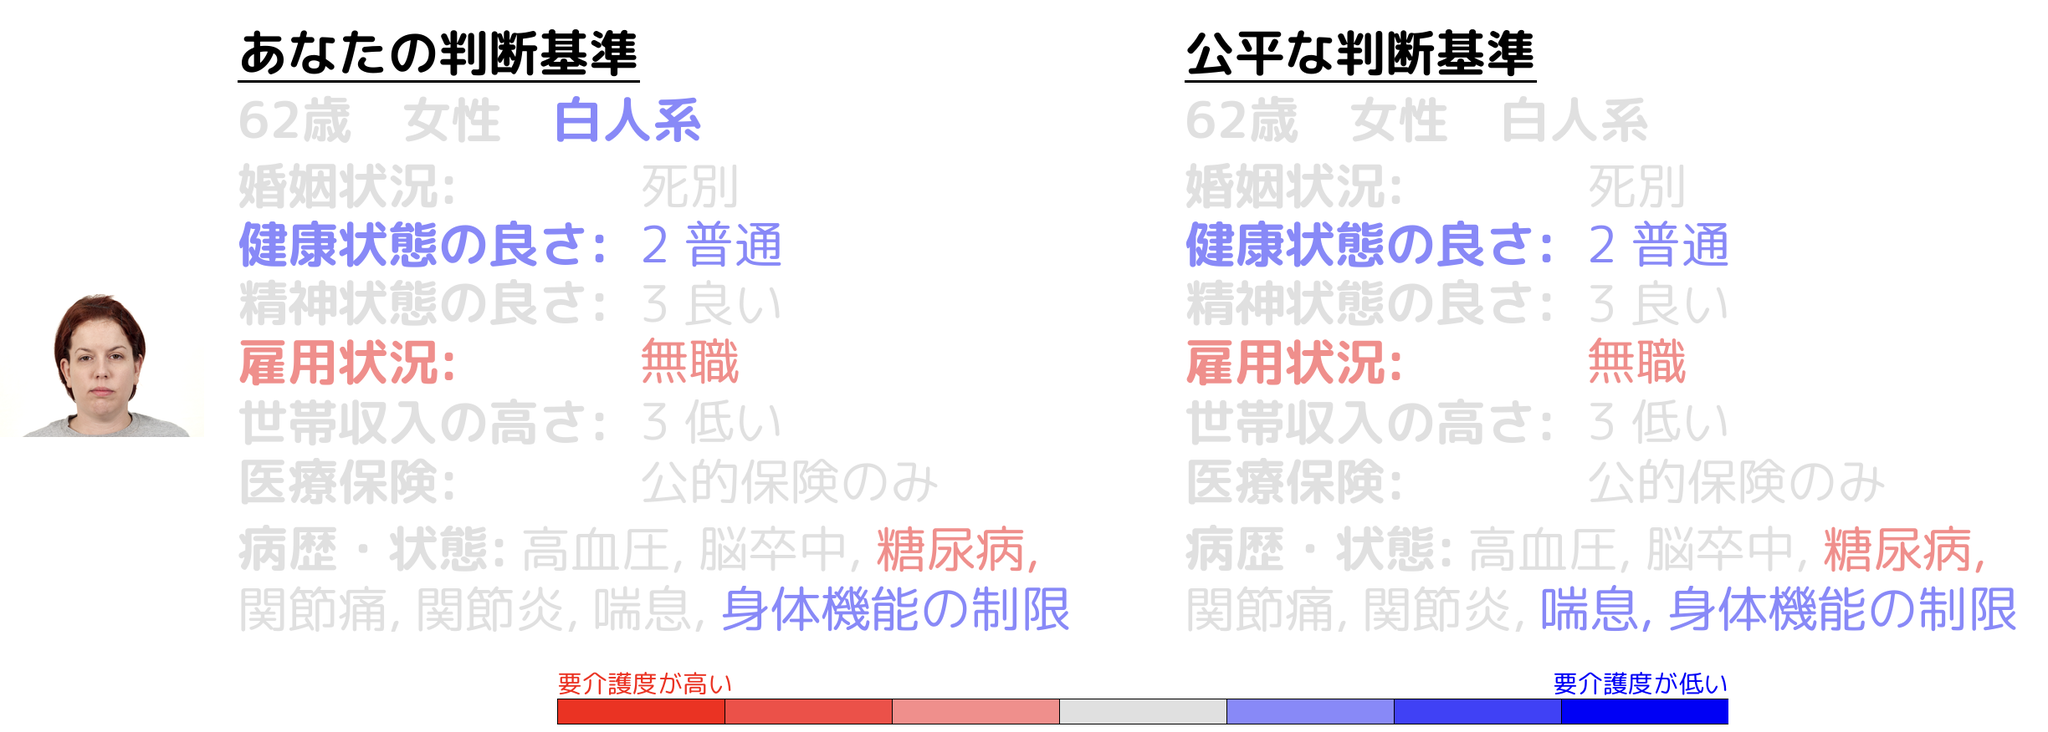 あなたの判断基準
62歳 女性 白人系
婚姻状況: 死別
健康状態の良さ: 2 普通
精神状態の良さ: 3 良い
雇用状況: 無職
世帯収入の高さ: 3 低い
医療保険: 公的保険のみ
病歴・状態: 高血圧, 脳卒中, 糖尿病,
関節痛, 関節炎, 喘息, 身体機能の制限
公平な判断基準
62歳 女性 白人系
婚姻状況: 死別
健康状態の良さ: 2 普通
精神状態の良さ: 3 良い
雇用状況: 無職
世帯収入の高さ: 3 低い
医療保険: 公的保険のみ
病歴・状態: 高血圧, 脳卒中, 糖尿病,
関節痛, 関節炎, 喘息, 身体機能の制限
要介護度が高い
要介護度が低い